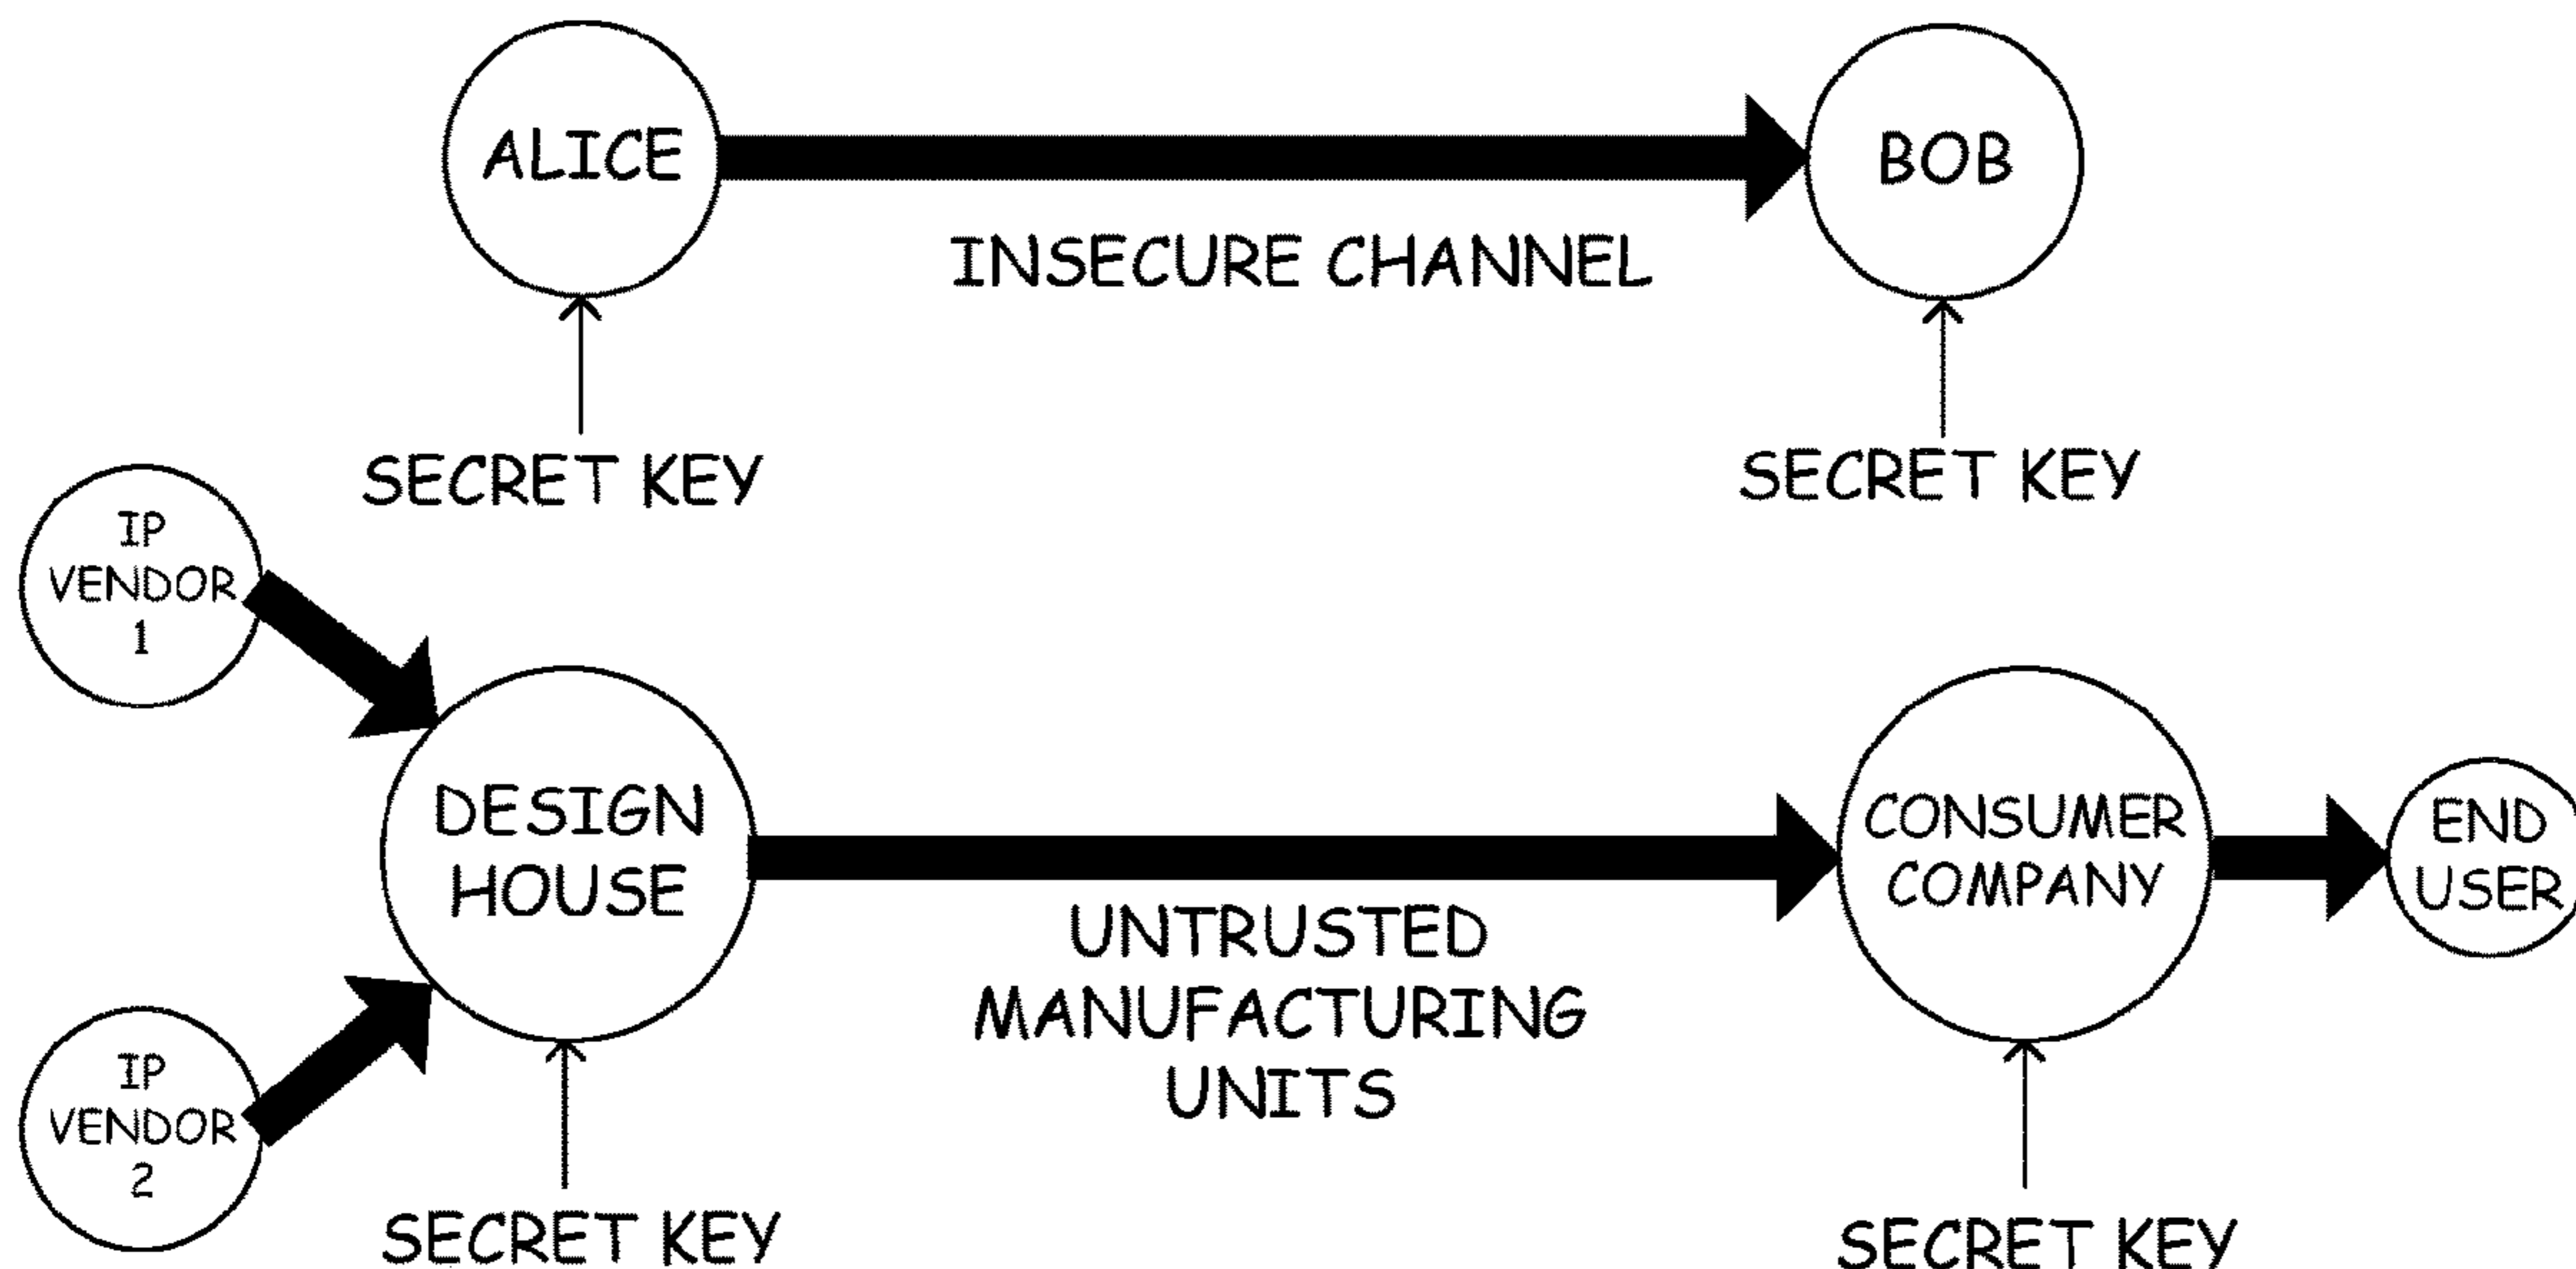 ALICE
BOB
INSECURE CHANNEL
SECRET KEY
SECRET KEY
IP
VENDOR
1
DESIGN
HOUSE
IP
VENDOR
2
UNTRUSTED
MANUFACTURING
UNITS
CONSUMER
COMPANY
END
USER
SECRET KEY
SECRET KEY